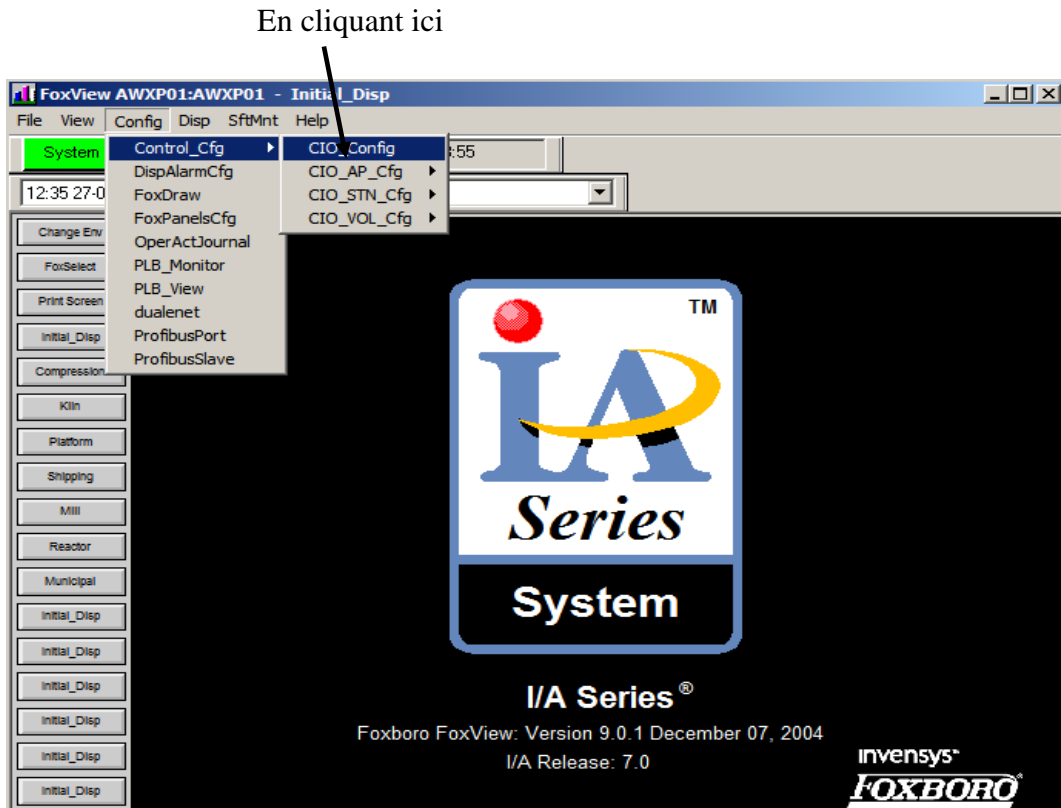 En cliquant ici
FoxView AWXP01:AWXP01 - Initial_Disp
File View Config Disp SftMnt Help
System
Control_Cfg
CIO_Config
:55
DispAlarmCfg
CIO_AP_Cfg
12:35 27-0
FoxDraw
CIO_STN_Cfg
FoxPanelsCfg
CIO_VOL_Cfg
Change Env
OperActJournal
FoxSelect
PLB_Monitor
PLB_View
Print Screen
dualenet
Initial_Disp
ProfibusPort
ProfibusSlave
Compression
Kiln
Platform
Shipping
Mill
Reactor
Municipal
Initial_Disp
Initial_Disp
Initial_Disp
Initial_Disp
Initial_Disp
Initial_Disp
TM
IA
Series
System
I/A Series ®
Foxboro FoxView: Version 9.0.1 December 07, 2004
I/A Release: 7.0
invensys™
FOXBORO®